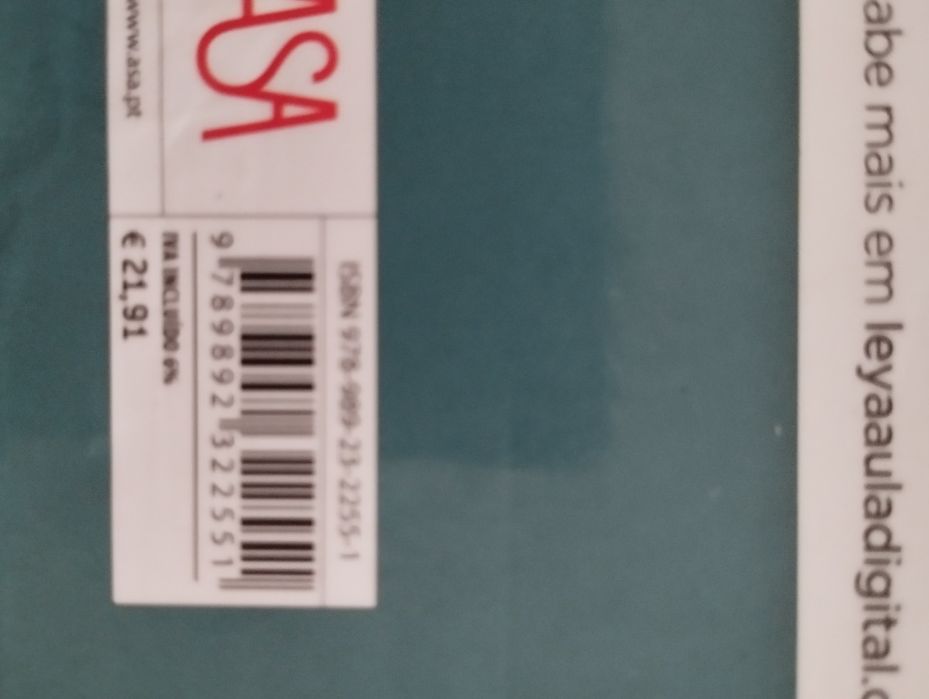 abe mais em leyaauladigital.
ISBN 978-989-23-2255-1
9 789892 322551
IVA INCLUÍDO 6%
€ 21,91
ASA
www.asa.pt